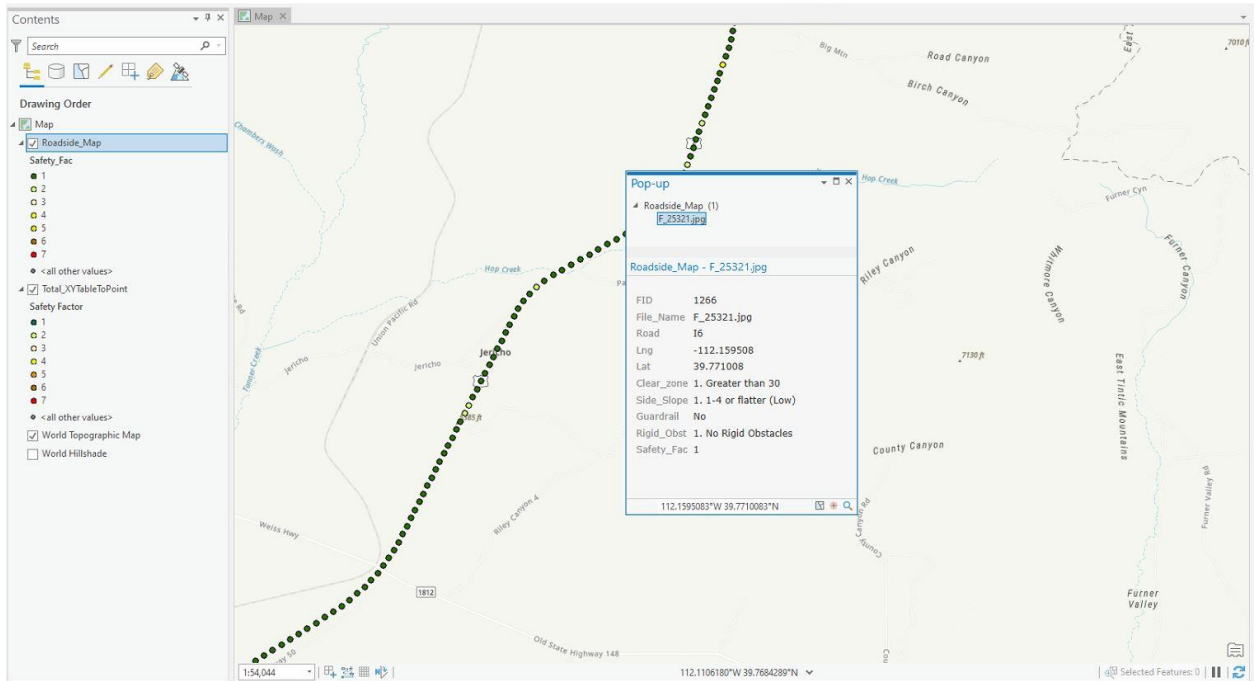 Contents
Search
Drawing Order
Map
Roadside_Map
Safety_Fac
1
2
3
4
5
6
7
<all other values>
Total_XYTableToPoint
Safety Factor
1
2
3
4
5
6
7
<all other values>
World Topographic Map
World Hillshade
Map
Big Mtn
Road Canyon
Birch Canyon
East
7010 ft
Chambers Wash
Hop Creek
Furner Cyn
Furner Canyon
Whitmore Canyon
Riley Canyon
Hop Creek
Union Pacific Rd
Jericho
Jericho
Jericho
Tanner Creek
7130 ft
East Tintic Mountains
County Canyon
Riley Canyon 4
County Canyon Rd
Weiss Hwy
1812
Furner Valley Rd
Furner
Valley
Old State Highway 148
Pop-up
Roadside_Map (1)
F_25321.jpg
Roadside_Map - F_25321.jpg
FID 1266
File_Name F_25321.jpg
Road I6
Lng -112.159508
Lat 39.771008
Clear_zone 1. Greater than 30
Side_Slope 1. 1-4 or flatter (Low)
Guardrail No
Rigid_Obst 1. No Rigid Obstacles
Safety_Fac 1
112.1595083°W 39.7710083°N
1:54,044
112.1106180°W 39.7684289°N
Selected Features: 0